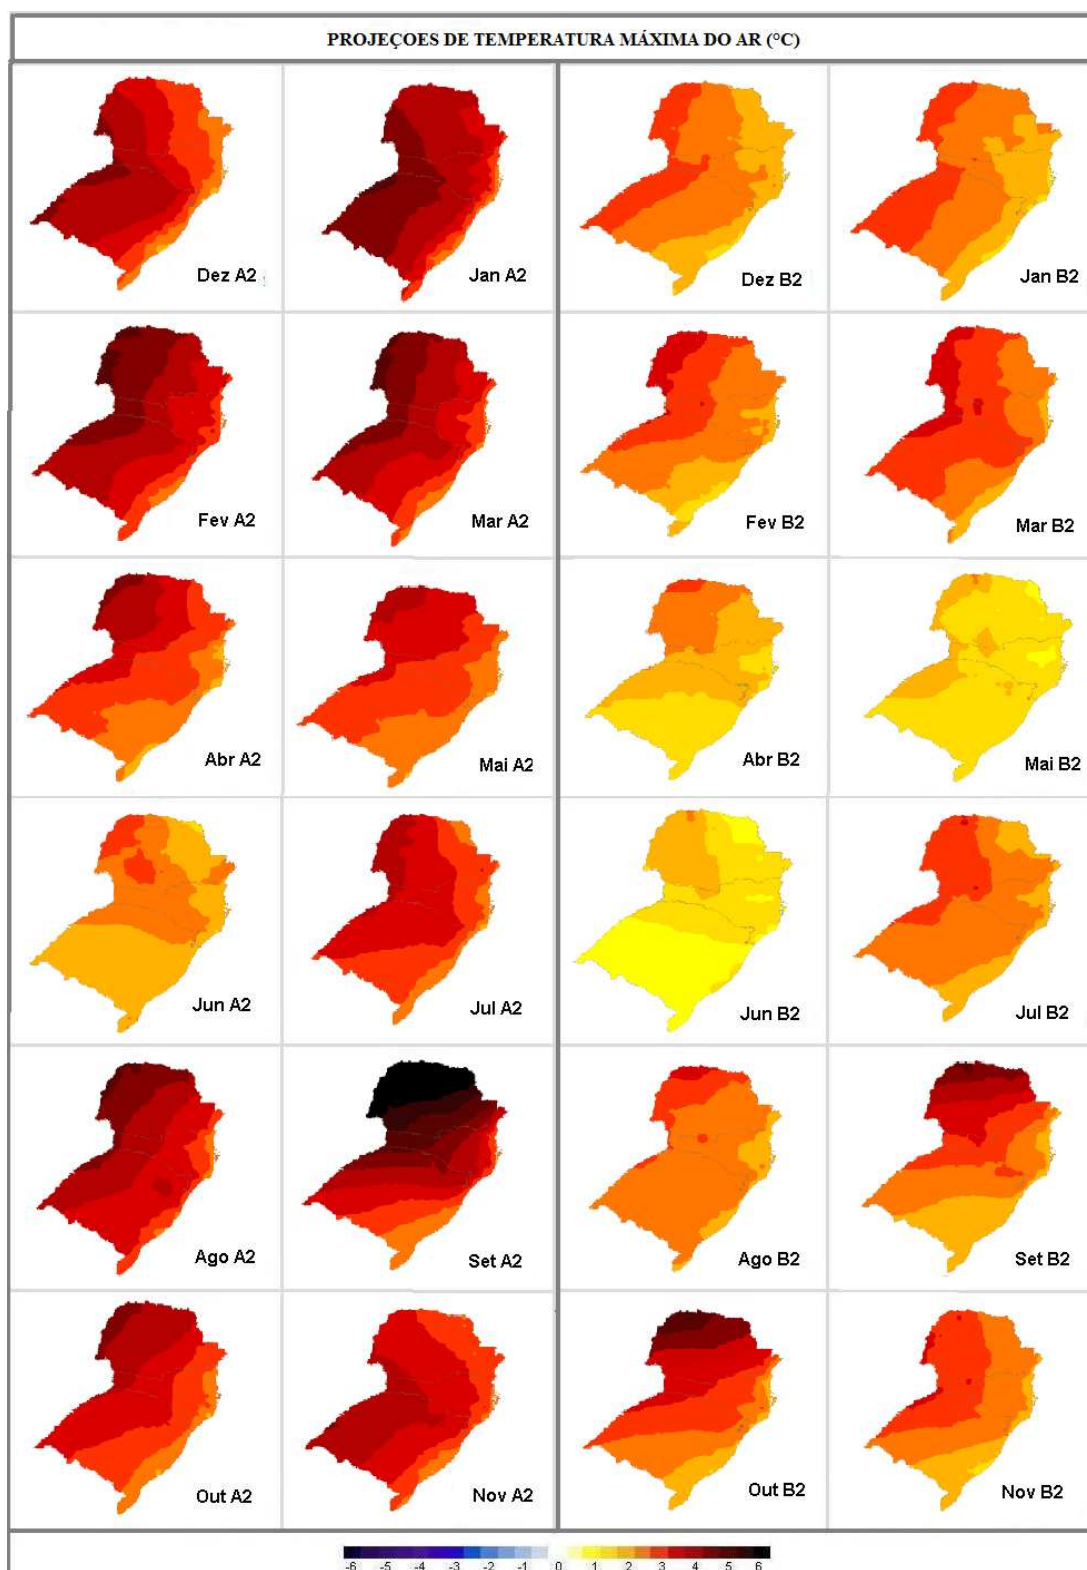 PROJEÇOES DE TEMPERATURA MÁXIMA DO AR (°C)
Dez A2
Jan A2
Dez B2
Jan B2
Fev A2
Mar A2
Fev B2
Mar B2
Abr A2
Mai A2
Abr B2
Mai B2
Jun A2
Jul A2
Jun B2
Jul B2
Ago A2
Set A2
Ago B2
Set B2
Out A2
Nov A2
Out B2
Nov B2
-6 -5 -4 -3 -2 -1 0 1 2 3 4 5 6